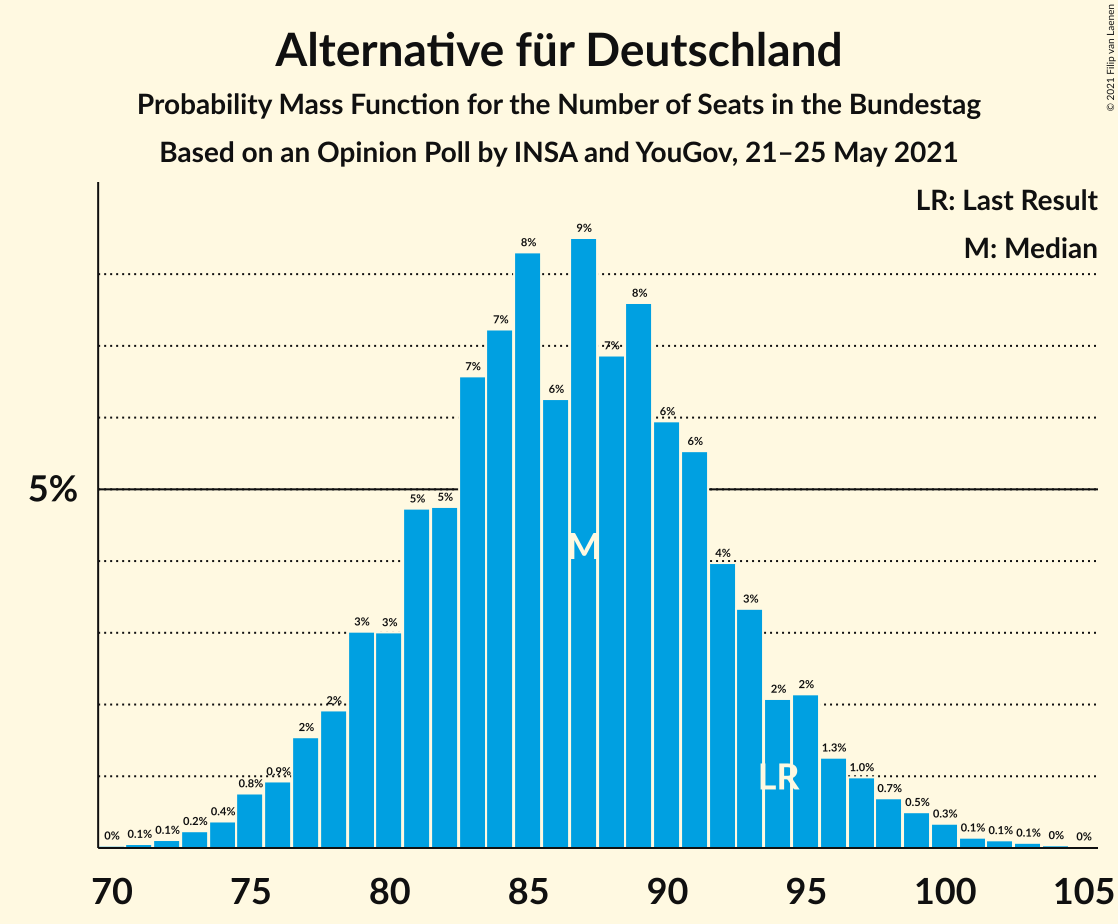 Alternative für Deutschland
Probability Mass Function for the Number of Seats in the Bundestag
Based on an Opinion Poll by INSA and YouGov, 21–25 May 2021
© 2021 Filip van Laenen
LR: Last Result
M: Median
5%
0% 0.1% 0.1% 0.2% 0.4% 0.8% 0.9% 2% 2% 3% 3% 5% 5% 7% 7% 8% 6% 9% 7% 8% 6% 6% 4% 3% 2% 2% 1.3% 1.0% 0.7% 0.5% 0.3% 0.1% 0.1% 0.1% 0% 0%
M
LR
70 75 80 85 90 95 100 105